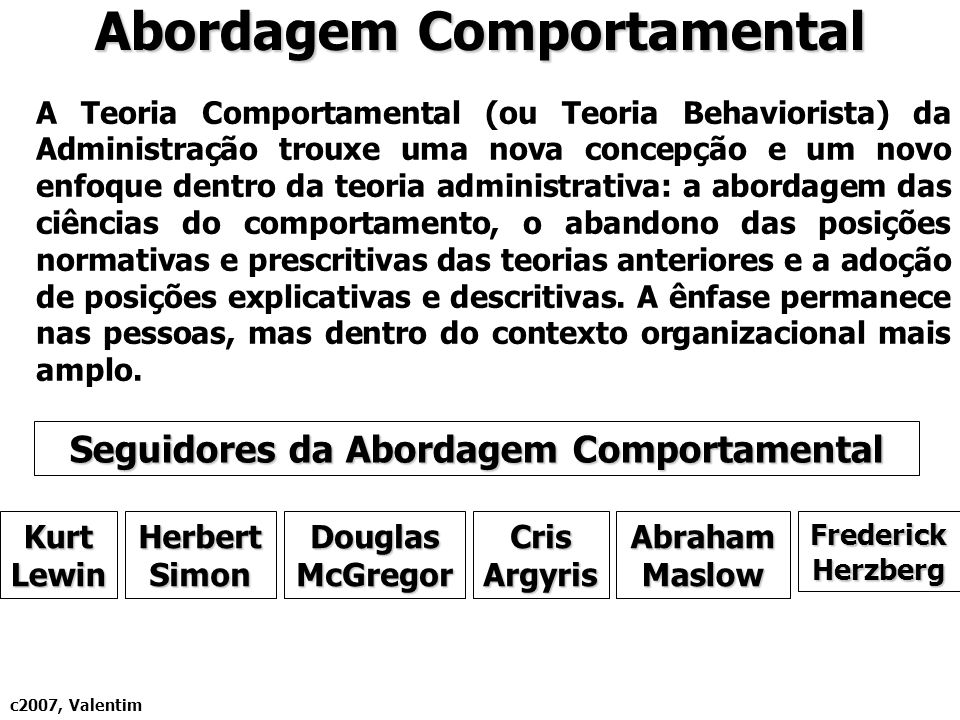 Abordagem Comportamental
A Teoria Comportamental (ou Teoria Behaviorista) da
Administração trouxe uma nova concepção e um novo
enfoque dentro da teoria administrativa: a abordagem das
ciências do comportamento, o abandono das posições
normativas e prescritivas das teorias anteriores e a adoção
de posições explicativas e descritivas. A ênfase permanece
nas pessoas, mas dentro do contexto organizacional mais
amplo.
Seguidores da Abordagem Comportamental
Kurt
Lewin
Herbert
Simon
Douglas
McGregor
Cris
Argyris
Abraham
Maslow
Frederick
Herzberg
c2007, Valentim